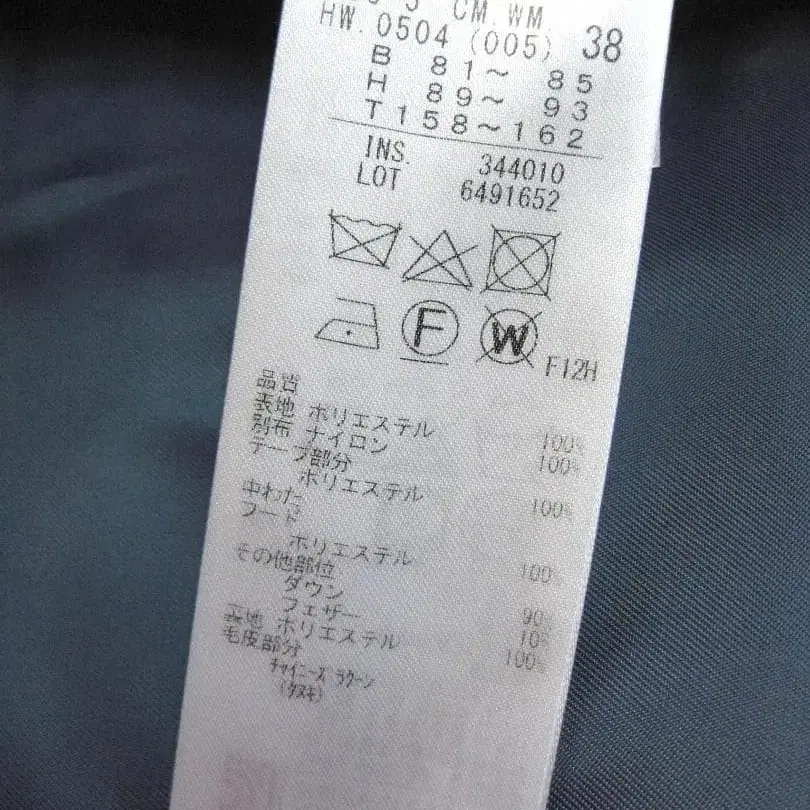 CM.WM.
HW.0504 (005) 38
B 81～ 85
H 89～ 93
T158～162
INS. 344010
LOT 6491652
F W F12H
品質
表地 ポリエステル 100%
別布 ナイロン 100%
テープ部分
ポリエステル 100%
中わた
フード
ポリエステル 100%
その他部位
ダウン 90%
フェザー 10%
表地 ポリエステル 100%
毛皮部分
ﾁｬｲﾆｰｽﾞ ﾗｸｰﾝ
(ﾀﾇｷ)